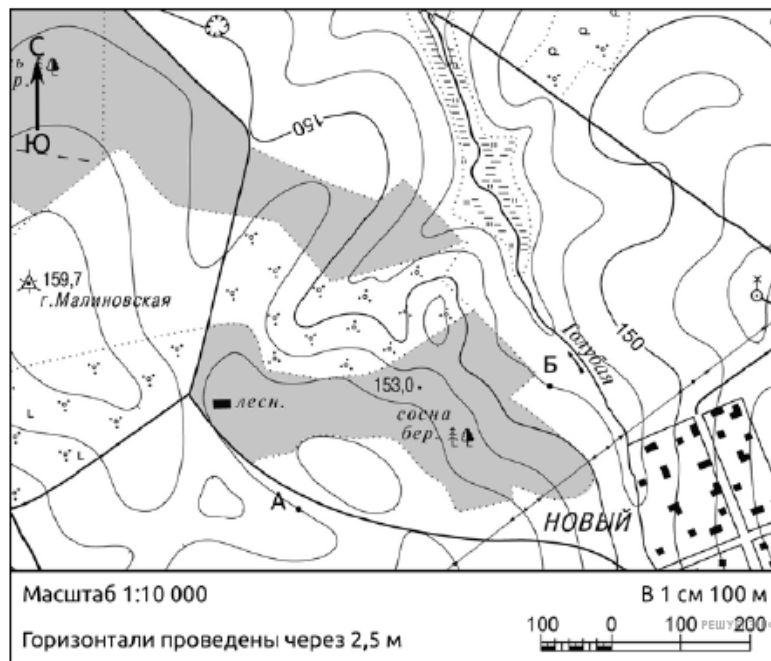 С
ь
р.
Ю
150
159,7
г. Малиновская
Голубая
150
Б
153,0
лесн.
сосна
бер.
L
L
А
НОВЫЙ
Масштаб 1:10 000
В 1 см 100 м
Горизонтали проведены через 2,5 м
100 0 100 200
РЕШУ